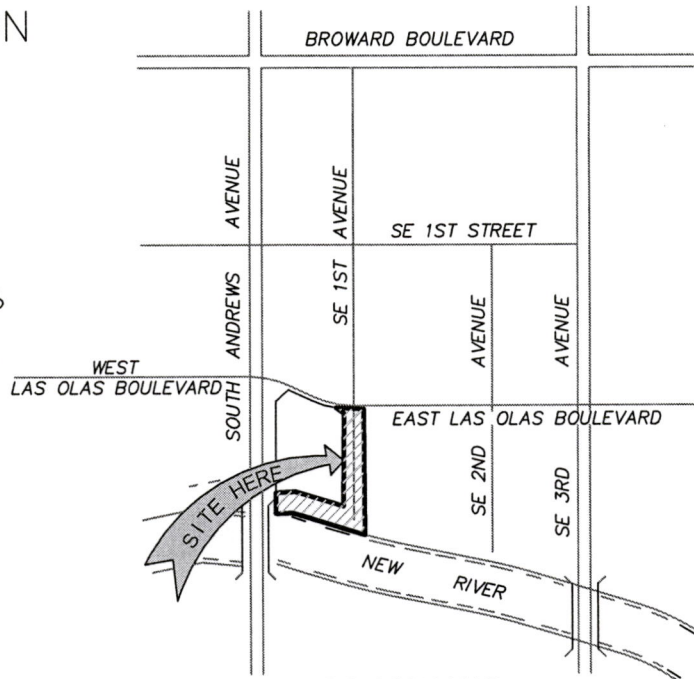 N
BROWARD BOULEVARD
SOUTH ANDREWS AVENUE
SE 1ST AVENUE
SE 1ST STREET
SE 2ND AVENUE
SE 3RD AVENUE
WEST
LAS OLAS BOULEVARD
EAST LAS OLAS BOULEVARD
SITE HERE
NEW RIVER